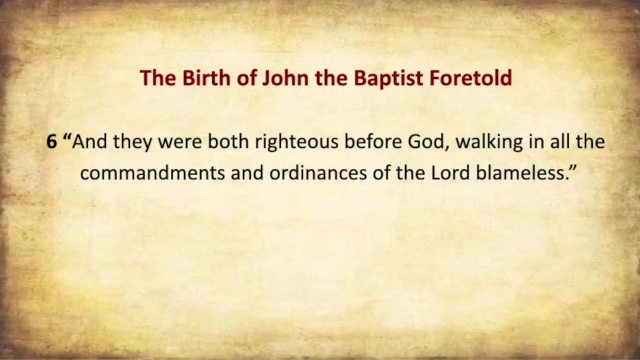 The Birth of John the Baptist Foretold
6 “And they were both righteous before God, walking in all the
commandments and ordinances of the Lord blameless.”